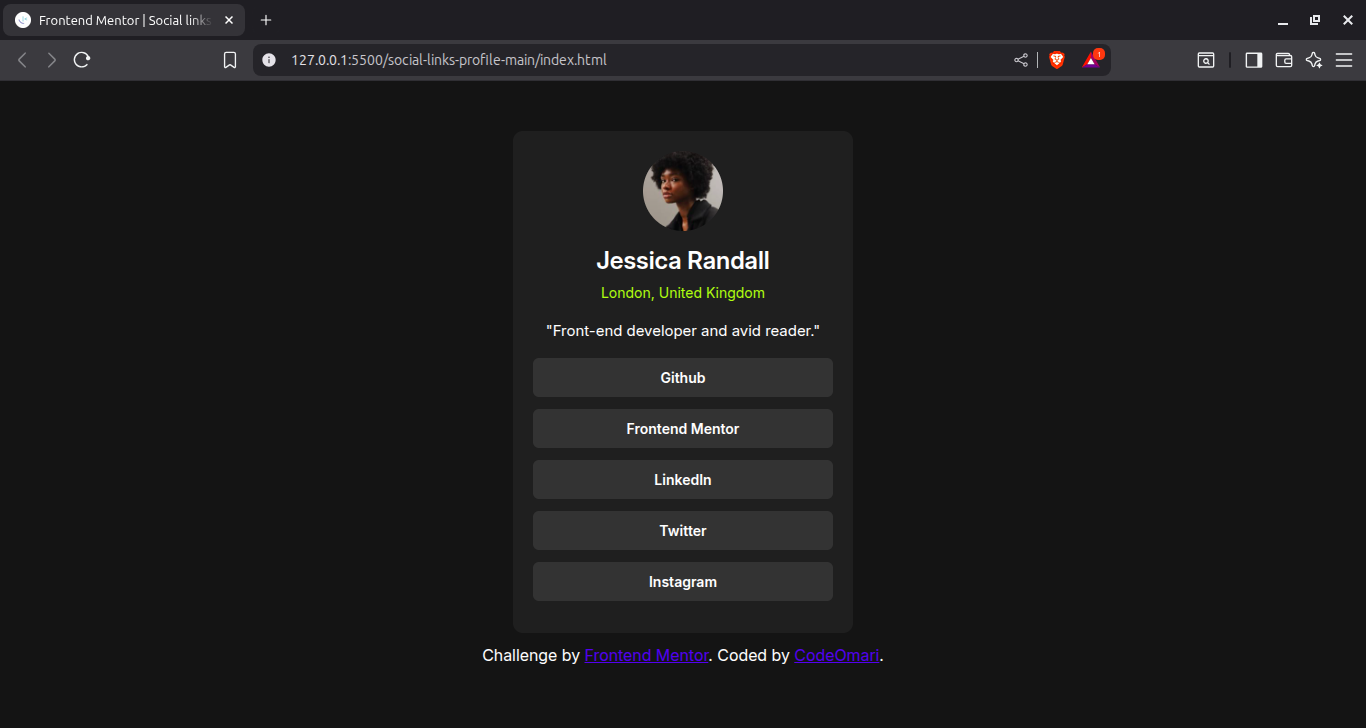 Frontend Mentor | Social links
127.0.0.1:5500/social-links-profile-main/index.html
1
Jessica Randall
London, United Kingdom
"Front-end developer and avid reader."
Github
Frontend Mentor
LinkedIn
Twitter
Instagram
Challenge by Frontend Mentor. Coded by CodeOmari.